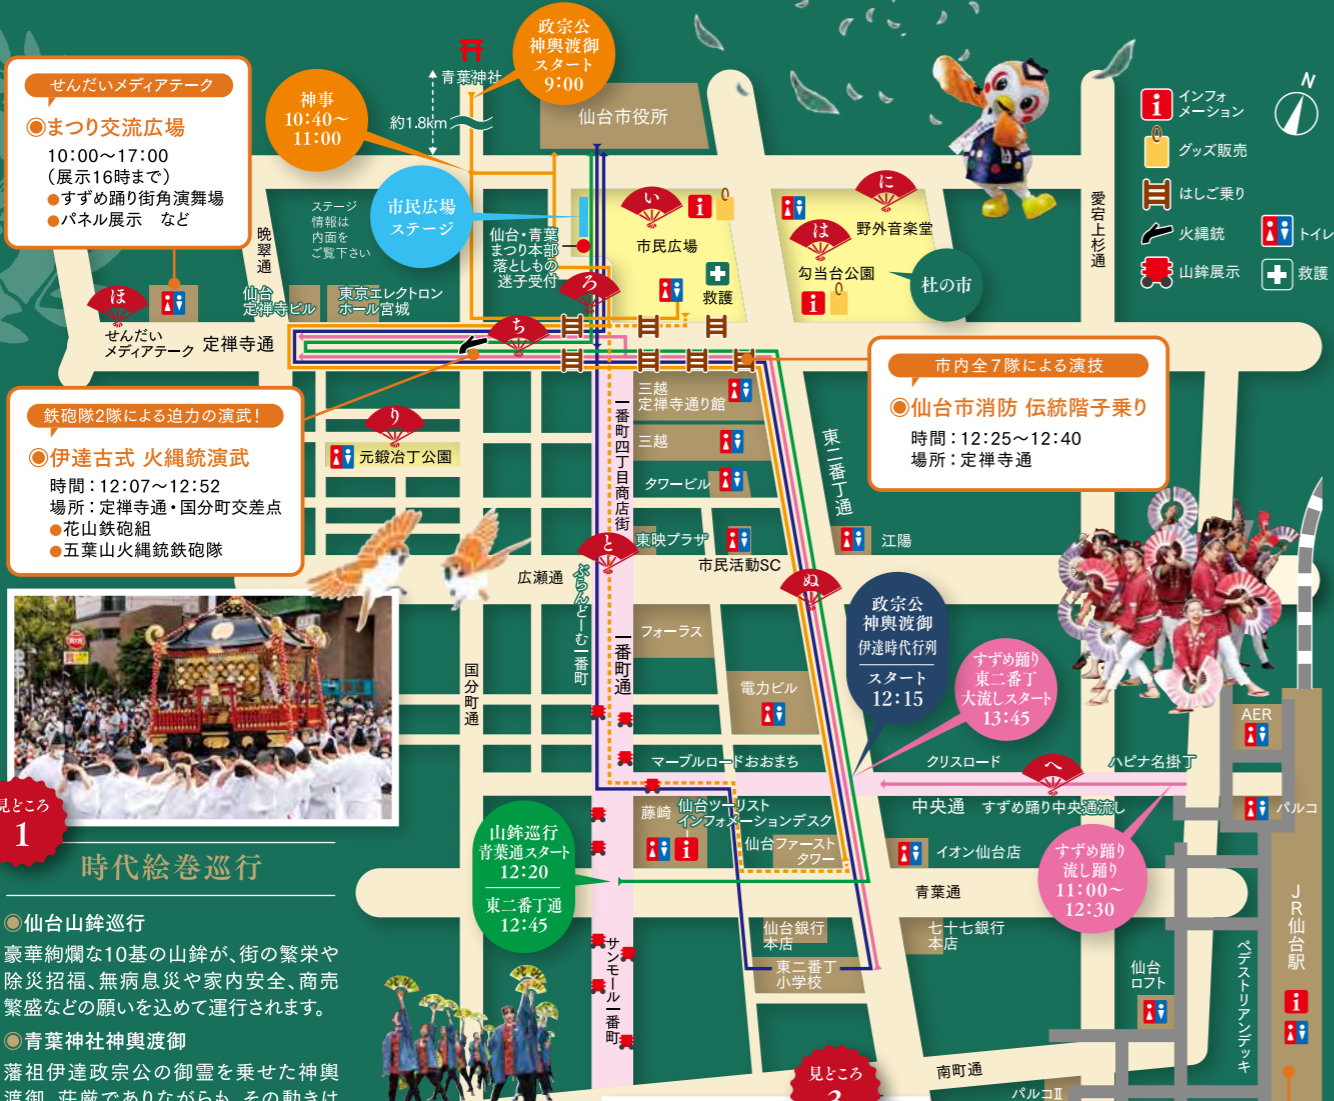 政宗公
神輿渡御
スタート
9:00
青葉神社
約1.8km
神事
10:40～
11:00
仙台市役所
せんだいメディアテーク
◉まつり交流広場
10:00～17:00
（展示16時まで）
●すずめ踊り街角演舞場
●パネル展示　など
市民広場
ステージ
ステージ
情報は
内面を
ご覧下さい
晩翠通
仙台・青葉
まつり本部
落としもの
迷子受付
い
i
市民広場
救護
ろ
に
野外音楽堂
は
勾当台公園
i
杜の市
愛宕上杉通
N
i
インフォ
メーション
グッズ販売
はしご乗り
火縄銃
トイレ
山鉾展示
救護
ほ
せんだい
メディアテーク
仙台
定禅寺ビル
東京エレクトロン
ホール宮城
定禅寺通
ち
鉄砲隊2隊による迫力の演武！
◉伊達古式 火縄銃演武
時間：12:07～12:52
場所：定禅寺通・国分町交差点
●花山鉄砲組
●五葉山火縄銃鉄砲隊
市内全７隊による演技
◉仙台市消防 伝統階子乗り
時間：12:25～12:40
場所：定禅寺通
り
元鍛冶丁公園
三越
定禅寺通り館
三越
タワービル
一番町四丁目商店街
東二番丁通
東映プラザ
市民活動SC
江陽
と
広瀬通
ぶらんどーむ一番町
ぬ
フォーラス
一番町通
電力ビル
国分町通
政宗公
神輿渡御
伊達時代行列
スタート
12:15
すずめ踊り
東二番丁
大流しスタート
13:45
AER
マーブルロードおおまち
クリスロード
へ
ハピナ名掛丁
中央通
すずめ踊り中央通流し
パルコ
藤崎
仙台ツーリスト
インフォメーションデスク
i
仙台ファースト
タワー
イオン仙台店
山鉾巡行
青葉通スタート
12:20
東二番丁通
12:45
すずめ踊り
流し踊り
11:00～
12:30
青葉通
仙台銀行
本店
七十七銀行
本店
東二番丁
小学校
サンモール一番町
仙台
ロフト
ペデストリアンデッキ
JR仙台駅
i
南町通
パルコⅡ
見どころ
見どころ
1
時代絵巻巡行
◉仙台山鉾巡行
豪華絢爛な10基の山鉾が、街の繁栄や
除災招福、無病息災や家内安全、商売
繁盛などの願いを込めて運行されます。
◉青葉神社神輿渡御
藩祖伊達政宗公の御霊を乗せた神輿
渡御。荘厳でありながらも、その動きは